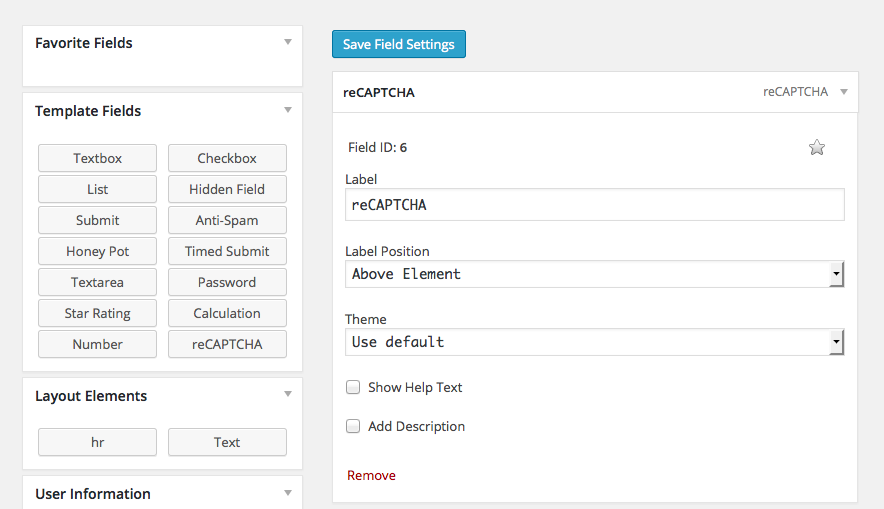 Favorite Fields
Template Fields
Textbox Checkbox
List Hidden Field
Submit Anti-Spam
Honey Pot Timed Submit
Textarea Password
Star Rating Calculation
Number reCAPTCHA
Layout Elements
hr Text
User Information
Save Field Settings
reCAPTCHA reCAPTCHA
Field ID: 6
Label
reCAPTCHA
Label Position
Above Element
Theme
Use default
Show Help Text
Add Description
Remove